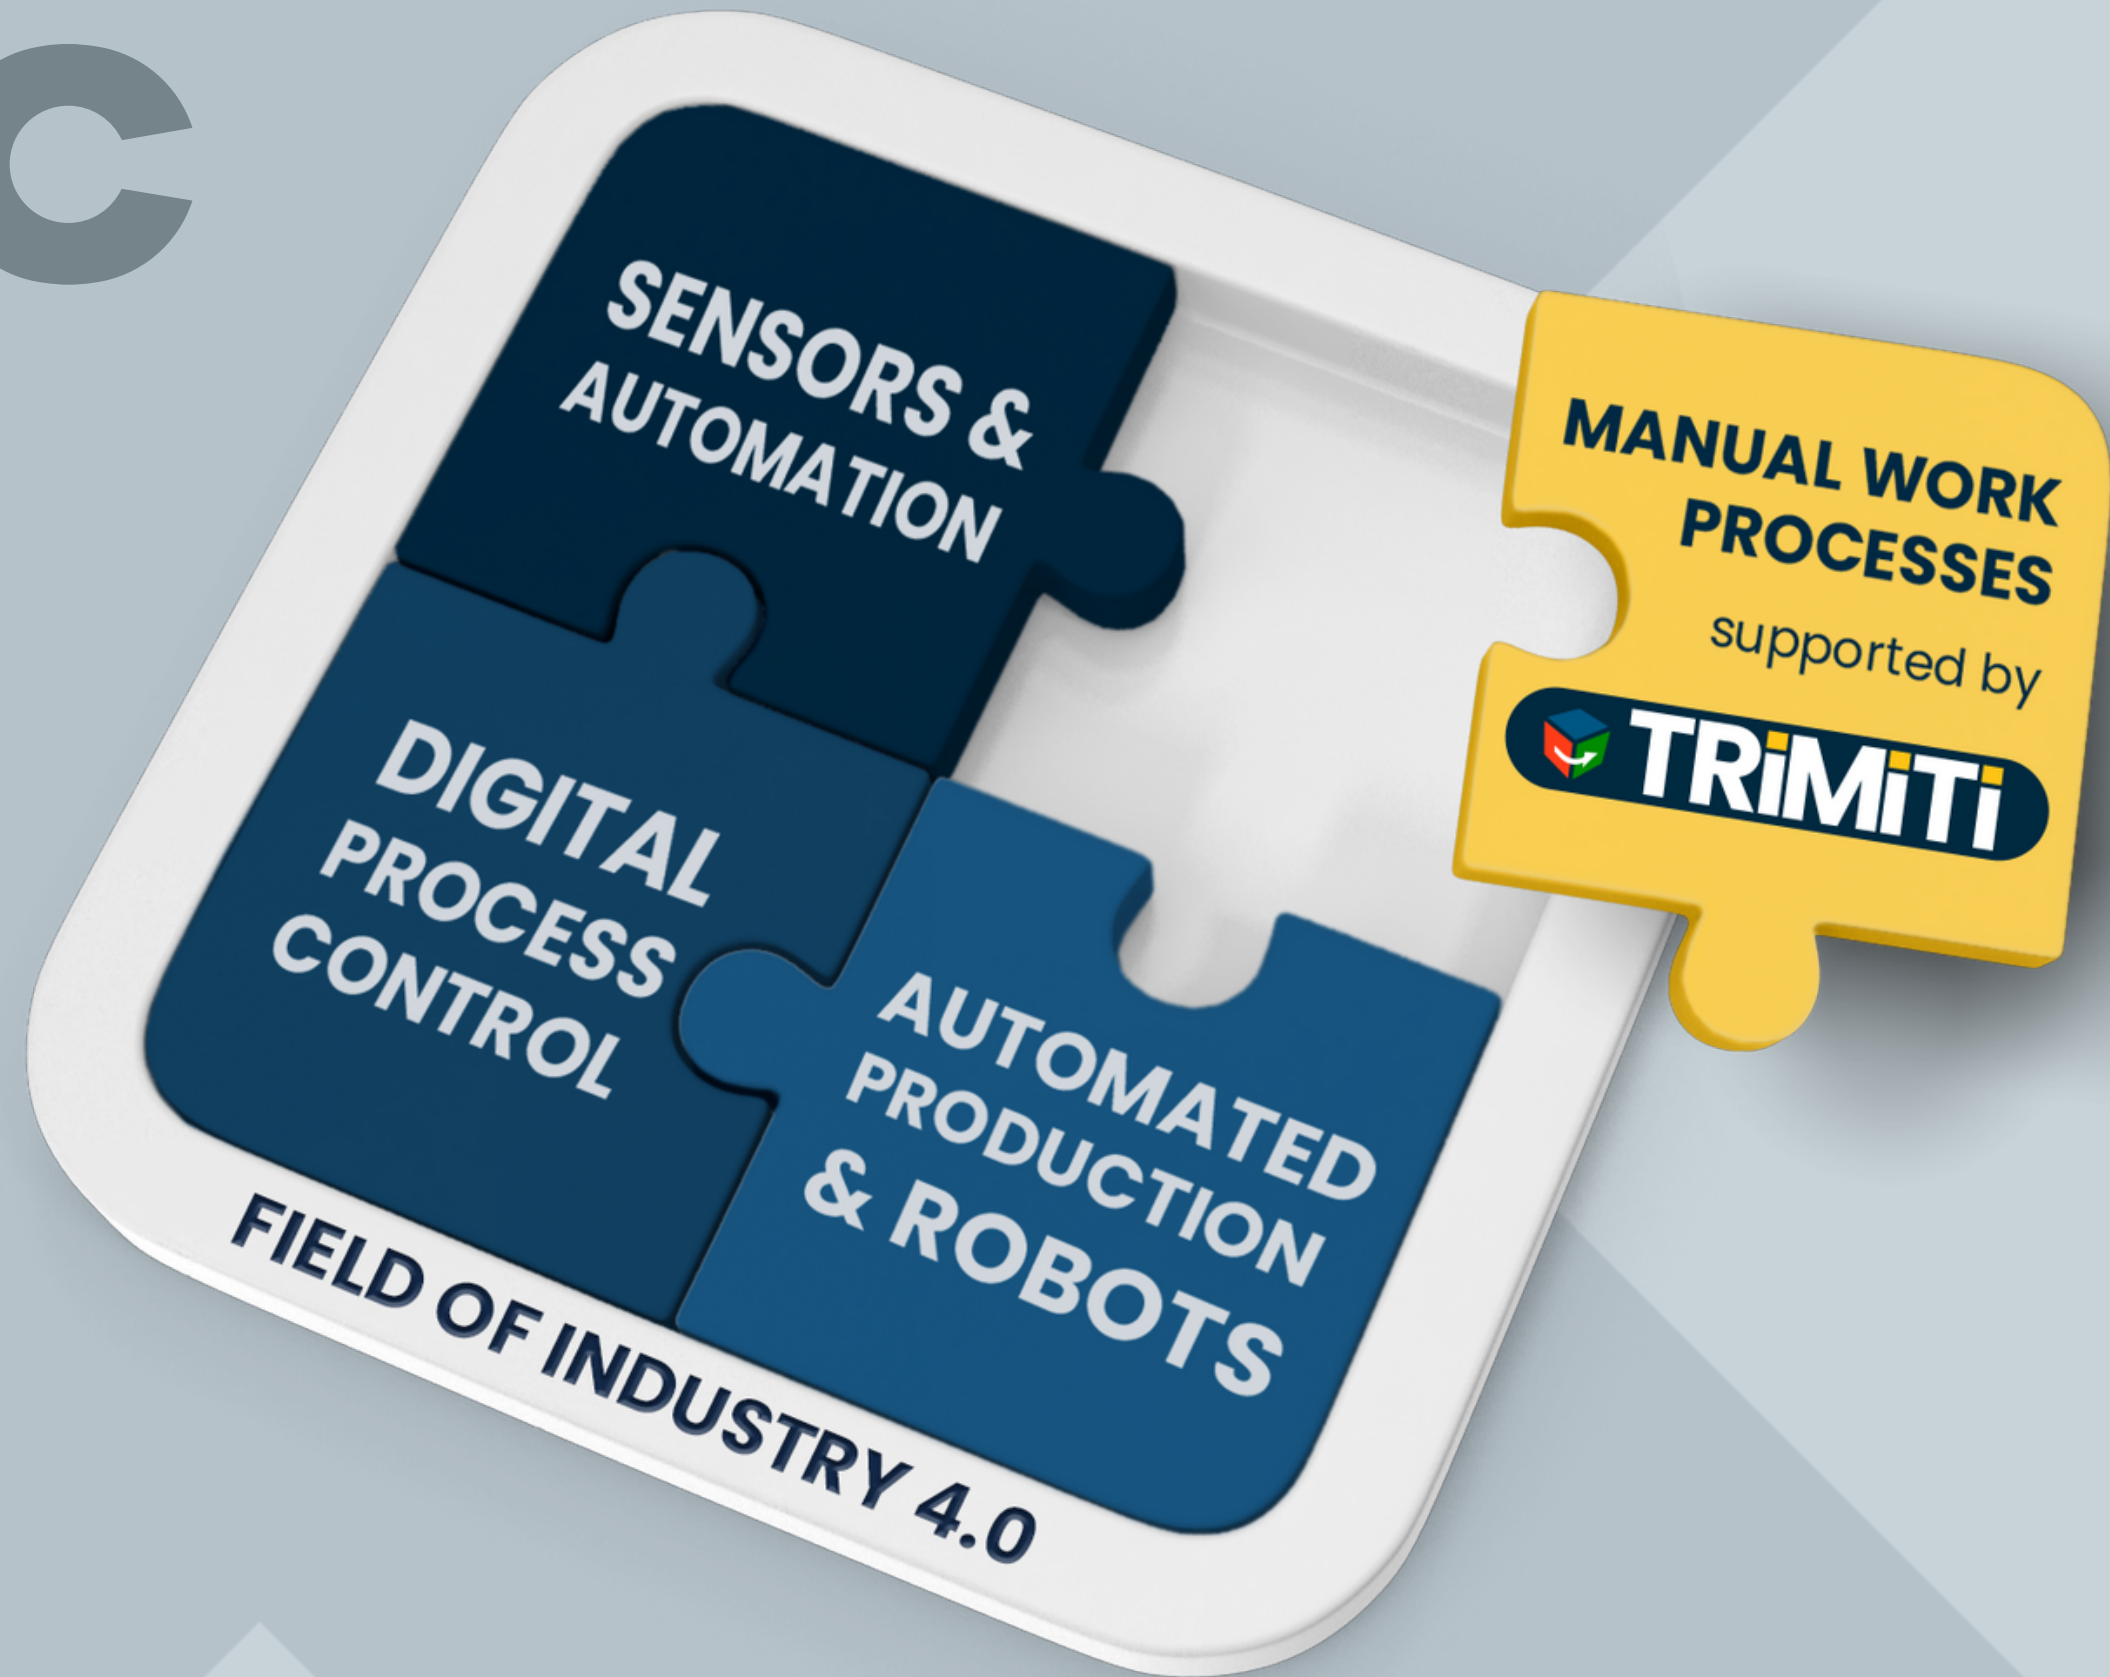 C
SENSORS &
AUTOMATION
MANUAL WORK
PROCESSES
supported by
TRiMiTi
DIGITAL
PROCESS
CONTROL
AUTOMATED
PRODUCTION
& ROBOTS
FIELD OF INDUSTRY 4.0